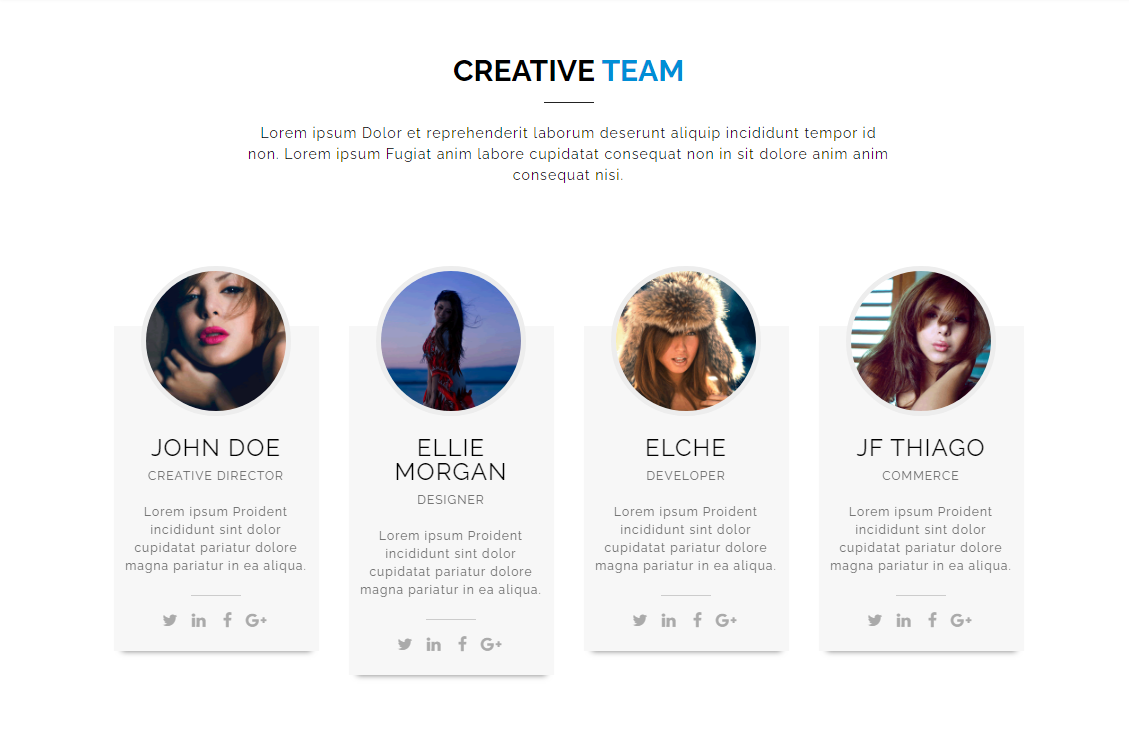 CREATIVE TEAM
Lorem ipsum Dolor et reprehenderit laborum deserunt aliquip incididunt tempor id
non. Lorem ipsum Fugiat anim labore cupidatat consequat non in sit dolore anim anim
consequat nisi.
JOHN DOE
CREATIVE DIRECTOR
Lorem ipsum Proident
incididunt sint dolor
cupidatat pariatur dolore
magna pariatur in ea aliqua.
ELLIE
MORGAN
DESIGNER
Lorem ipsum Proident
incididunt sint dolor
cupidatat pariatur dolore
magna pariatur in ea aliqua.
ELCHE
DEVELOPER
Lorem ipsum Proident
incididunt sint dolor
cupidatat pariatur dolore
magna pariatur in ea aliqua.
JF THIAGO
COMMERCE
Lorem ipsum Proident
incididunt sint dolor
cupidatat pariatur dolore
magna pariatur in ea aliqua.